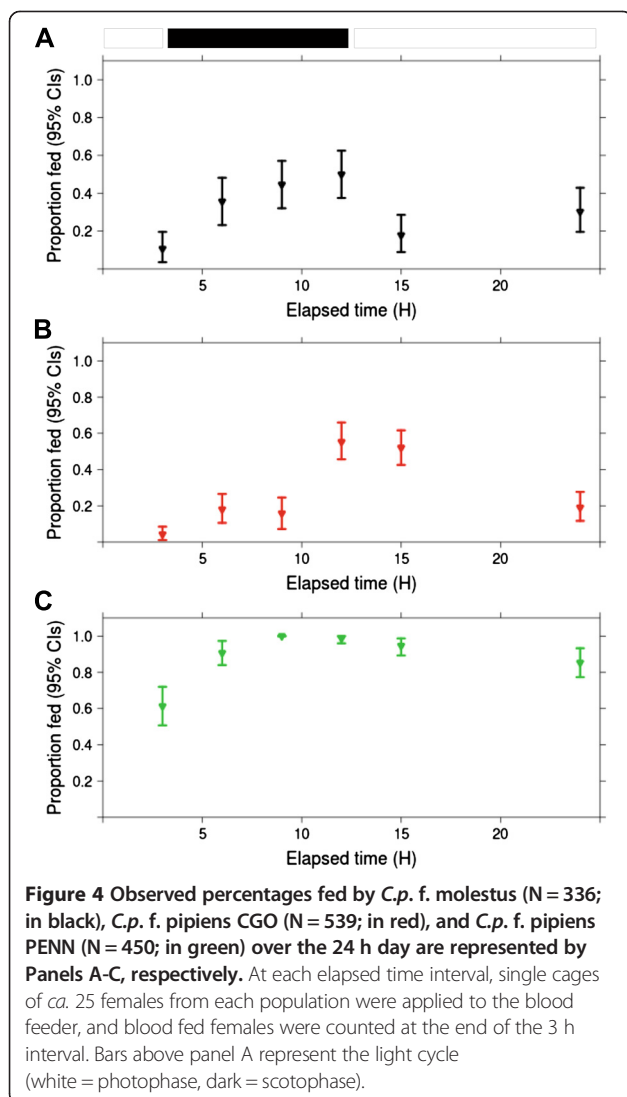 A
Proportion fed (95% CIs)
1.0
0.8
0.6
0.4
0.2
5 10 15 20
Elapsed time (H)
B
Proportion fed (95% CIs)
1.0
0.8
0.6
0.4
0.2
5 10 15 20
Elapsed time (H)
C
Proportion fed (95% CIs)
1.0
0.8
0.6
0.4
0.2
5 10 15 20
Elapsed time (H)
Figure 4 Observed percentages fed by C.p. f. molestus (N = 336;
in black), C.p. f. pipiens CGO (N = 539; in red), and C.p. f. pipiens
PENN (N = 450; in green) over the 24 h day are represented by
Panels A-C, respectively. At each elapsed time interval, single cages
of ca. 25 females from each population were applied to the blood
feeder, and blood fed females were counted at the end of the 3 h
interval. Bars above panel A represent the light cycle
(white = photophase, dark = scotophase).